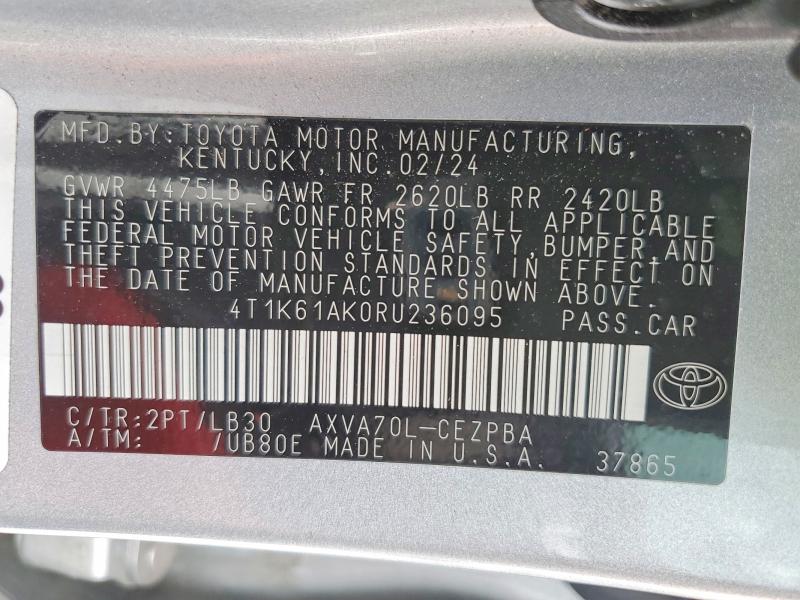 MFD.BY:TOYOTA MOTOR MANUFACTURING,
KENTUCKY,INC.02/24
GVWR 4475LB GAWR FR 2620LB RR 2420LB
THIS VEHICLE CONFORMS TO ALL APPLICABLE
FEDERAL MOTOR VEHICLE SAFETY,BUMPER,AND
THEFT PREVENTION STANDARDS IN EFFECT ON
THE DATE OF MANUFACTURE SHOWN ABOVE.
4T1K61AK0RU236095 PASS.CAR
C/TR:2PT/LB30 AXVA70L-CEZPBA
A/TM: /UB80E MADE IN U.S.A. 37865